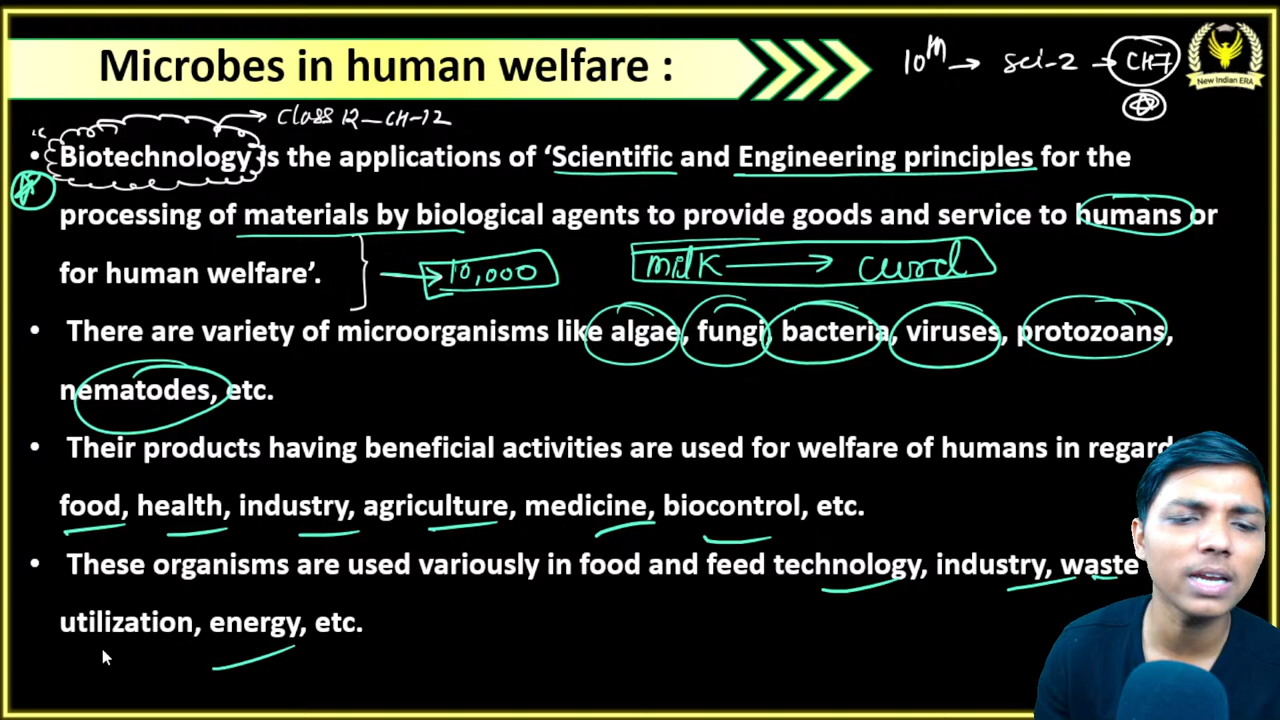 Microbes in human welfare :
10th → Sci-2 → CH-7
New Indian ERA
Class 12 – CH-12
• Biotechnology is the applications of ‘Scientific and Engineering principles for the
processing of materials by biological agents to provide goods and service to humans or
for human welfare’.
→ 10,000
milk → curd
• There are variety of microorganisms like algae, fungi, bacteria, viruses, protozoans,
nematodes, etc.
• Their products having beneficial activities are used for welfare of humans in regard
food, health, industry, agriculture, medicine, biocontrol, etc.
• These organisms are used variously in food and feed technology, industry, waste
utilization, energy, etc.